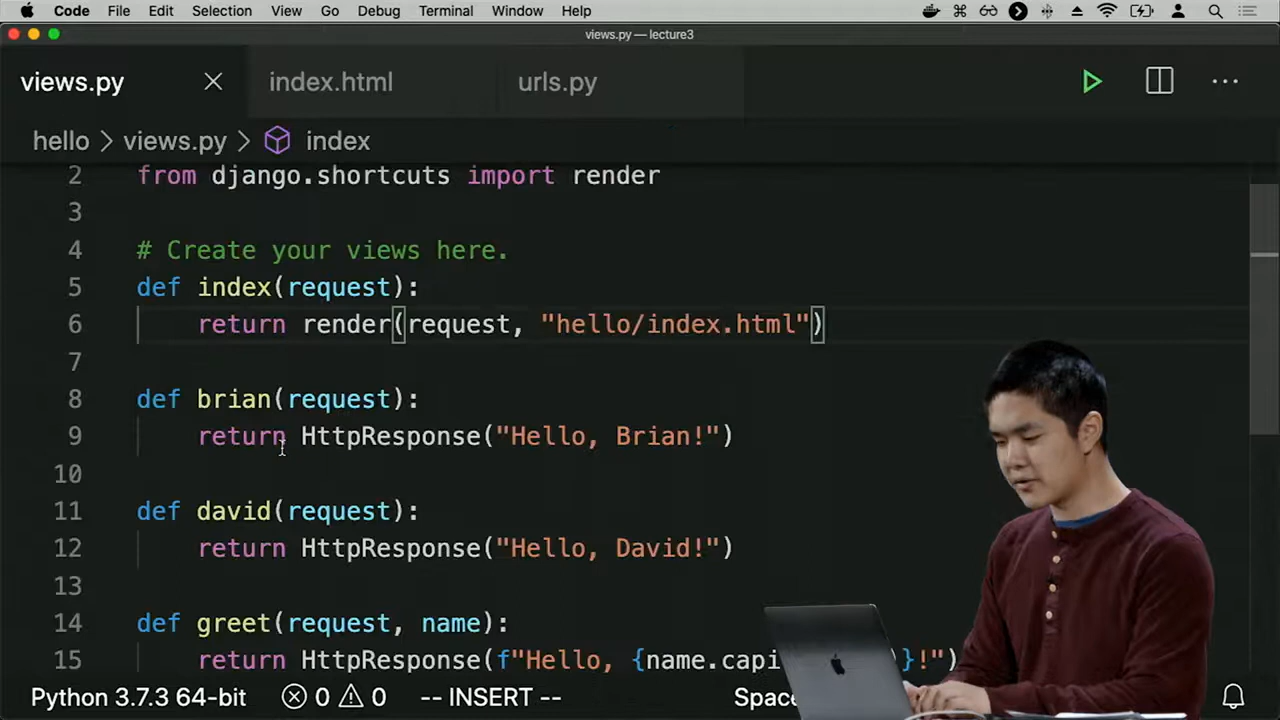 Code File Edit Selection View Go Debug Terminal Window Help
views.py — lecture3
views.py index.html urls.py
hello > views.py > index
2 from django.shortcuts import render
3
4 # Create your views here.
5 def index(request):
6 return render(request, "hello/index.html")
7
8 def brian(request):
9 return HttpResponse("Hello, Brian!")
10
11 def david(request):
12 return HttpResponse("Hello, David!")
13
14 def greet(request, name):
15 return HttpResponse(f"Hello, {name.capi )}!")
Python 3.7.3 64-bit 0 0 -- INSERT -- Space